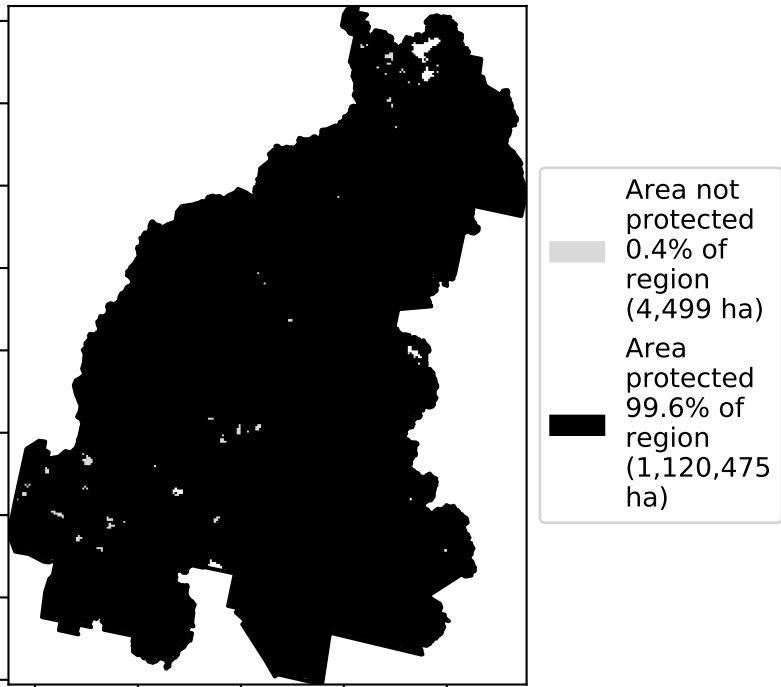 Area not
protected
0.4% of
region
(4,499 ha)
Area
protected
99.6% of
region
(1,120,475
ha)